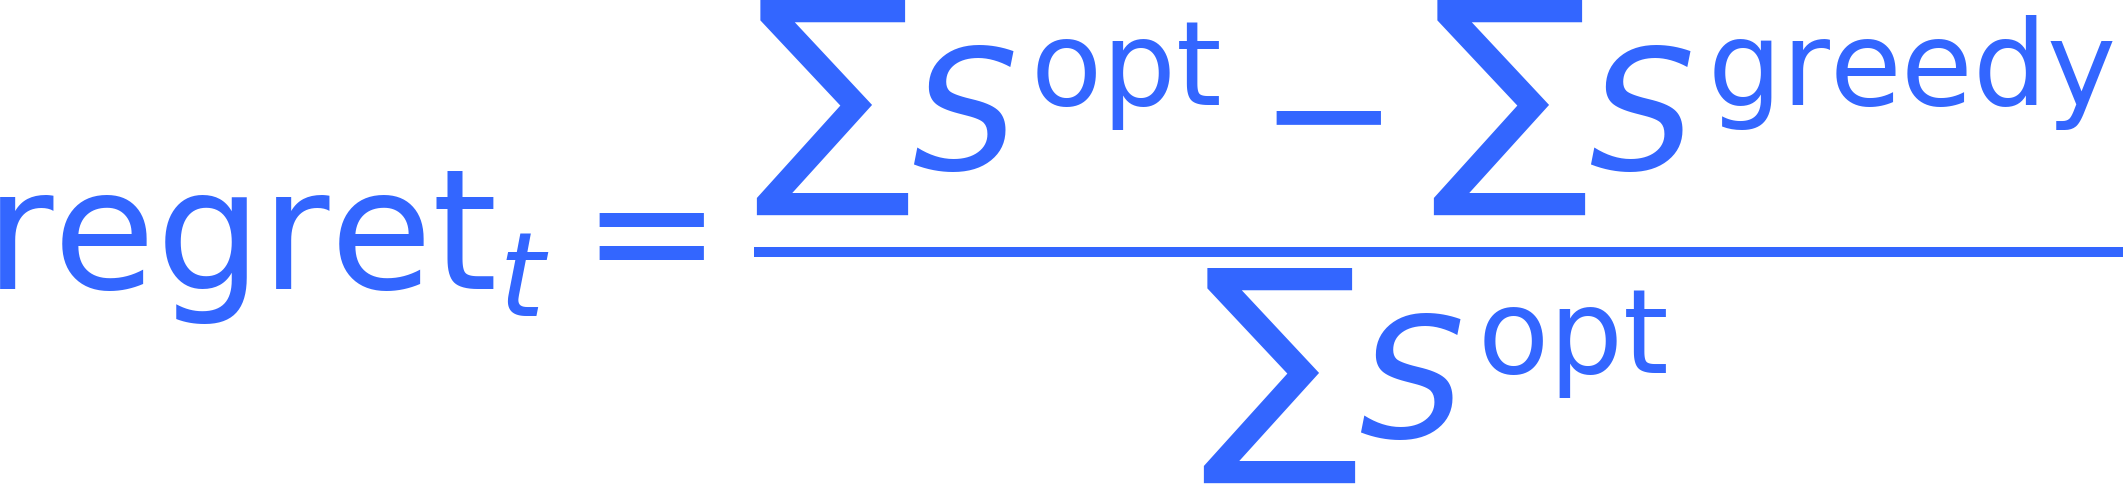 regret_t = (∑S^opt − ∑S^greedy) / ∑S^opt